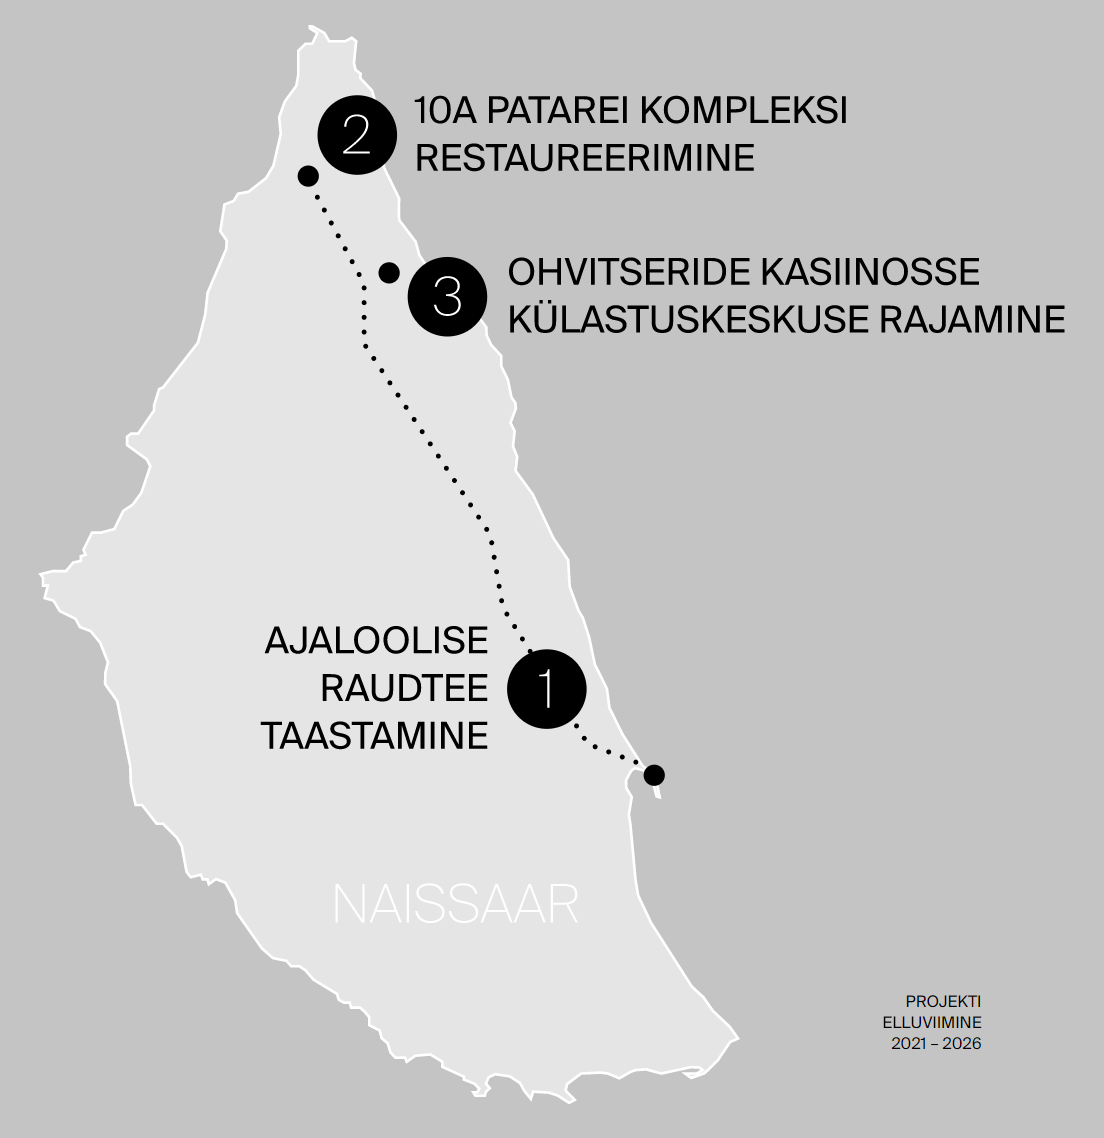 2
10A PATAREI KOMPLEKSI
RESTAUREERIMINE
3
OHVITSERIDE KASIINOSSE
KÜLASTUSKESKUSE RAJAMINE
AJALOOLISE
RAUDTEE
TAASTAMINE
1
NAISSAAR
PROJEKTI
ELLUVIIMINE
2021 – 2026